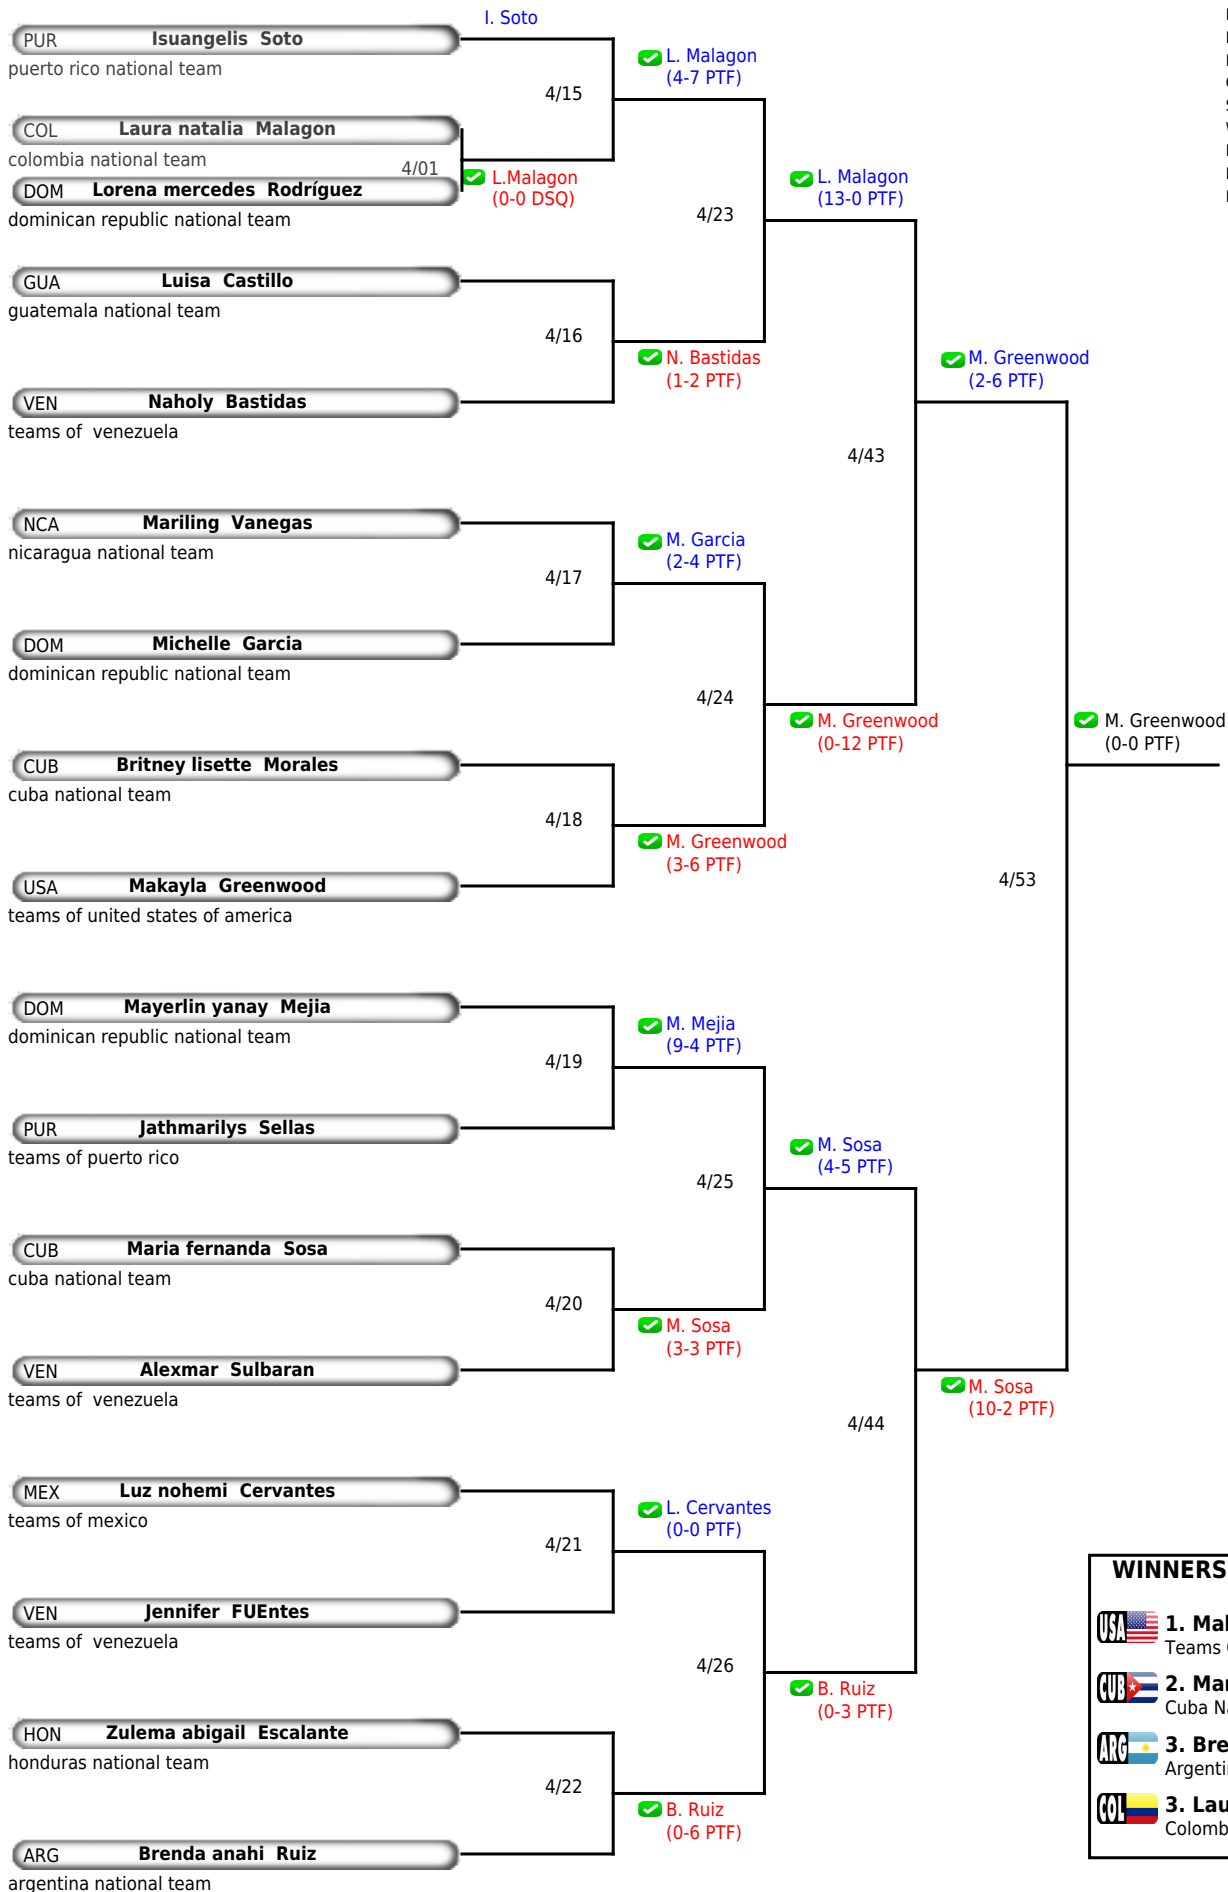 I. Soto
PUR Isuangelis Soto
puerto rico national team
L. Malagon
(4-7 PTF)
4/15
COL Laura natalia Malagon
colombia national team
4/01
L.Malagon
(0-0 DSQ)
DOM Lorena mercedes Rodríguez
dominican republic national team
L. Malagon
(13-0 PTF)
4/23
GUA Luisa Castillo
guatemala national team
4/16
N. Bastidas
(1-2 PTF)
VEN Naholy Bastidas
teams of venezuela
M. Greenwood
(2-6 PTF)
4/43
NCA Mariling Vanegas
nicaragua national team
M. Garcia
(2-4 PTF)
4/17
DOM Michelle Garcia
dominican republic national team
4/24
M. Greenwood
(0-12 PTF)
M. Greenwood
(0-0 PTF)
CUB Britney lisette Morales
cuba national team
4/18
M. Greenwood
(3-6 PTF)
USA Makayla Greenwood
teams of united states of america
4/53
DOM Mayerlin yanay Mejia
dominican republic national team
M. Mejia
(9-4 PTF)
4/19
PUR Jathmarilys Sellas
teams of puerto rico
M. Sosa
(4-5 PTF)
4/25
CUB Maria fernanda Sosa
cuba national team
4/20
M. Sosa
(3-3 PTF)
VEN Alexmar Sulbaran
teams of venezuela
M. Sosa
(10-2 PTF)
4/44
MEX Luz nohemi Cervantes
teams of mexico
L. Cervantes
(0-0 PTF)
4/21
VEN Jennifer FUEntes
teams of venezuela
4/26
B. Ruiz
(0-3 PTF)
HON Zulema abigail Escalante
honduras national team
4/22
B. Ruiz
(0-6 PTF)
ARG Brenda anahi Ruiz
argentina national team
WINNERS
USA 1.
Teams
CUB 2.
Cuba
ARG 3.
COL 3.